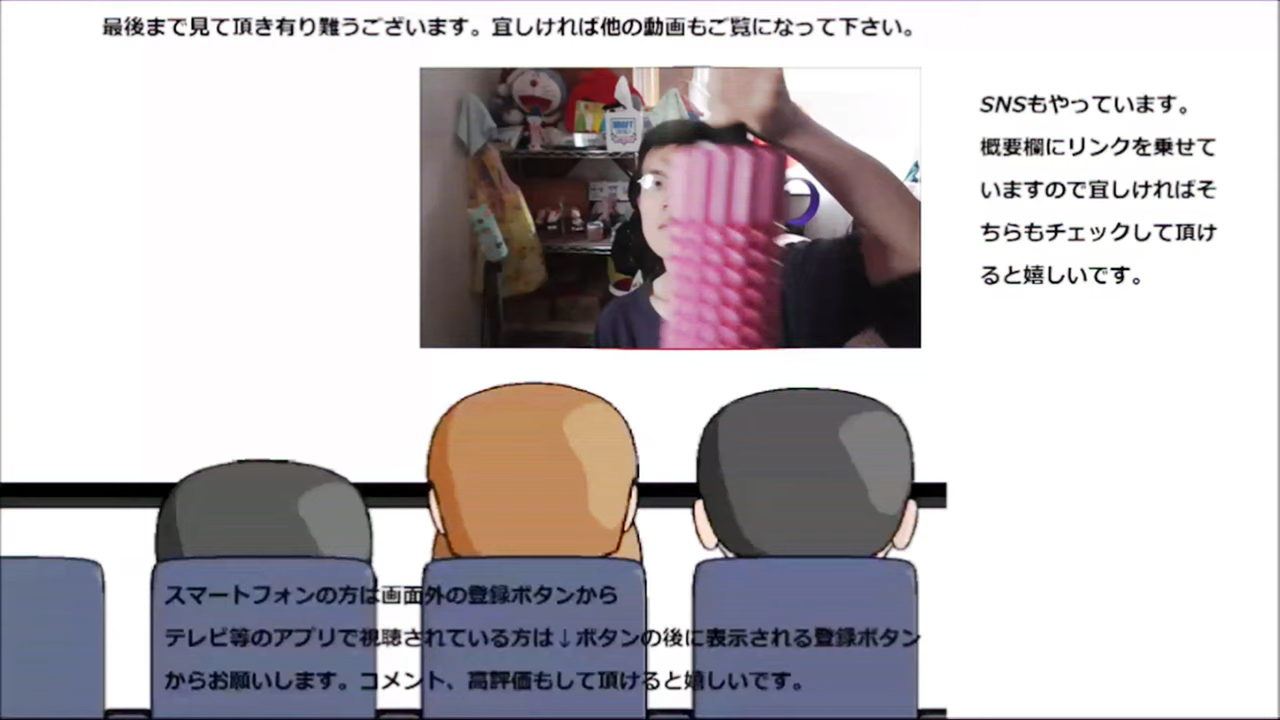 最後まで見て頂き有り難うございます。宜しければ他の動画もご覧になって下さい。
SNSもやっています。
概要欄にリンクを乗せて
いますので宜しければそ
ちらもチェックして頂け
ると嬉しいです。
スマートフォンの方は画面外の登録ボタンから
テレビ等のアプリで視聴されている方は↓ボタンの後に表示される登録ボタン
からお願いします。コメント、高評価もして頂けると嬉しいです。